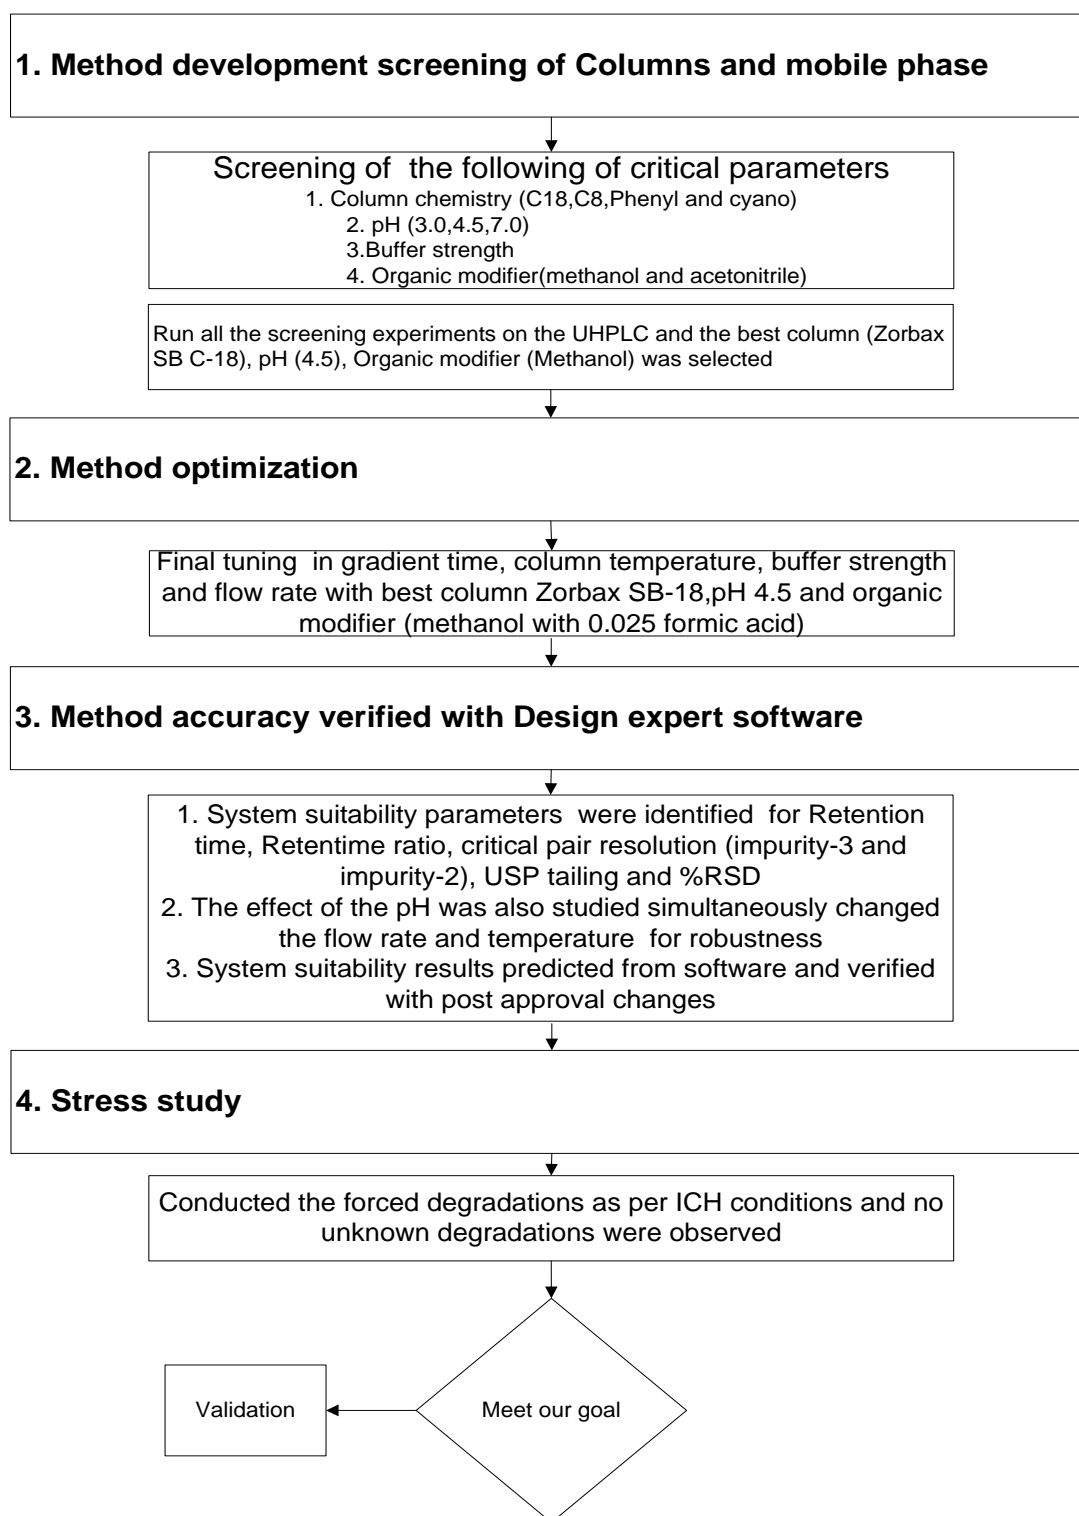 1. Method development screening of Columns and mobile phase
Screening of the following of critical parameters
1. Column chemistry (C18,C8,Phenyl and cyano)
2. pH (3.0,4.5,7.0)
3.Buffer strength
4. Organic modifier(methanol and acetonitrile)
Run all the screening experiments on the UHPLC and the best column (Zorbax
SB C-18), pH (4.5), Organic modifier (Methanol) was selected
2. Method optimization
Final tuning in gradient time, column temperature, buffer strength
and flow rate with best column Zorbax SB-18,pH 4.5 and organic
modifier (methanol with 0.025 formic acid)
3. Method accuracy verified with Design expert software
1. System suitability parameters were identified for Retention
time, Retentime ratio, critical pair resolution (impurity-3 and
impurity-2), USP tailing and %RSD
2. The effect of the pH was also studied simultaneously changed
the flow rate and temperature for robustness
3. System suitability results predicted from software and verified
with post approval changes
4. Stress study
Conducted the forced degradations as per ICH conditions and no
unknown degradations were observed
Validation
Meet our goal